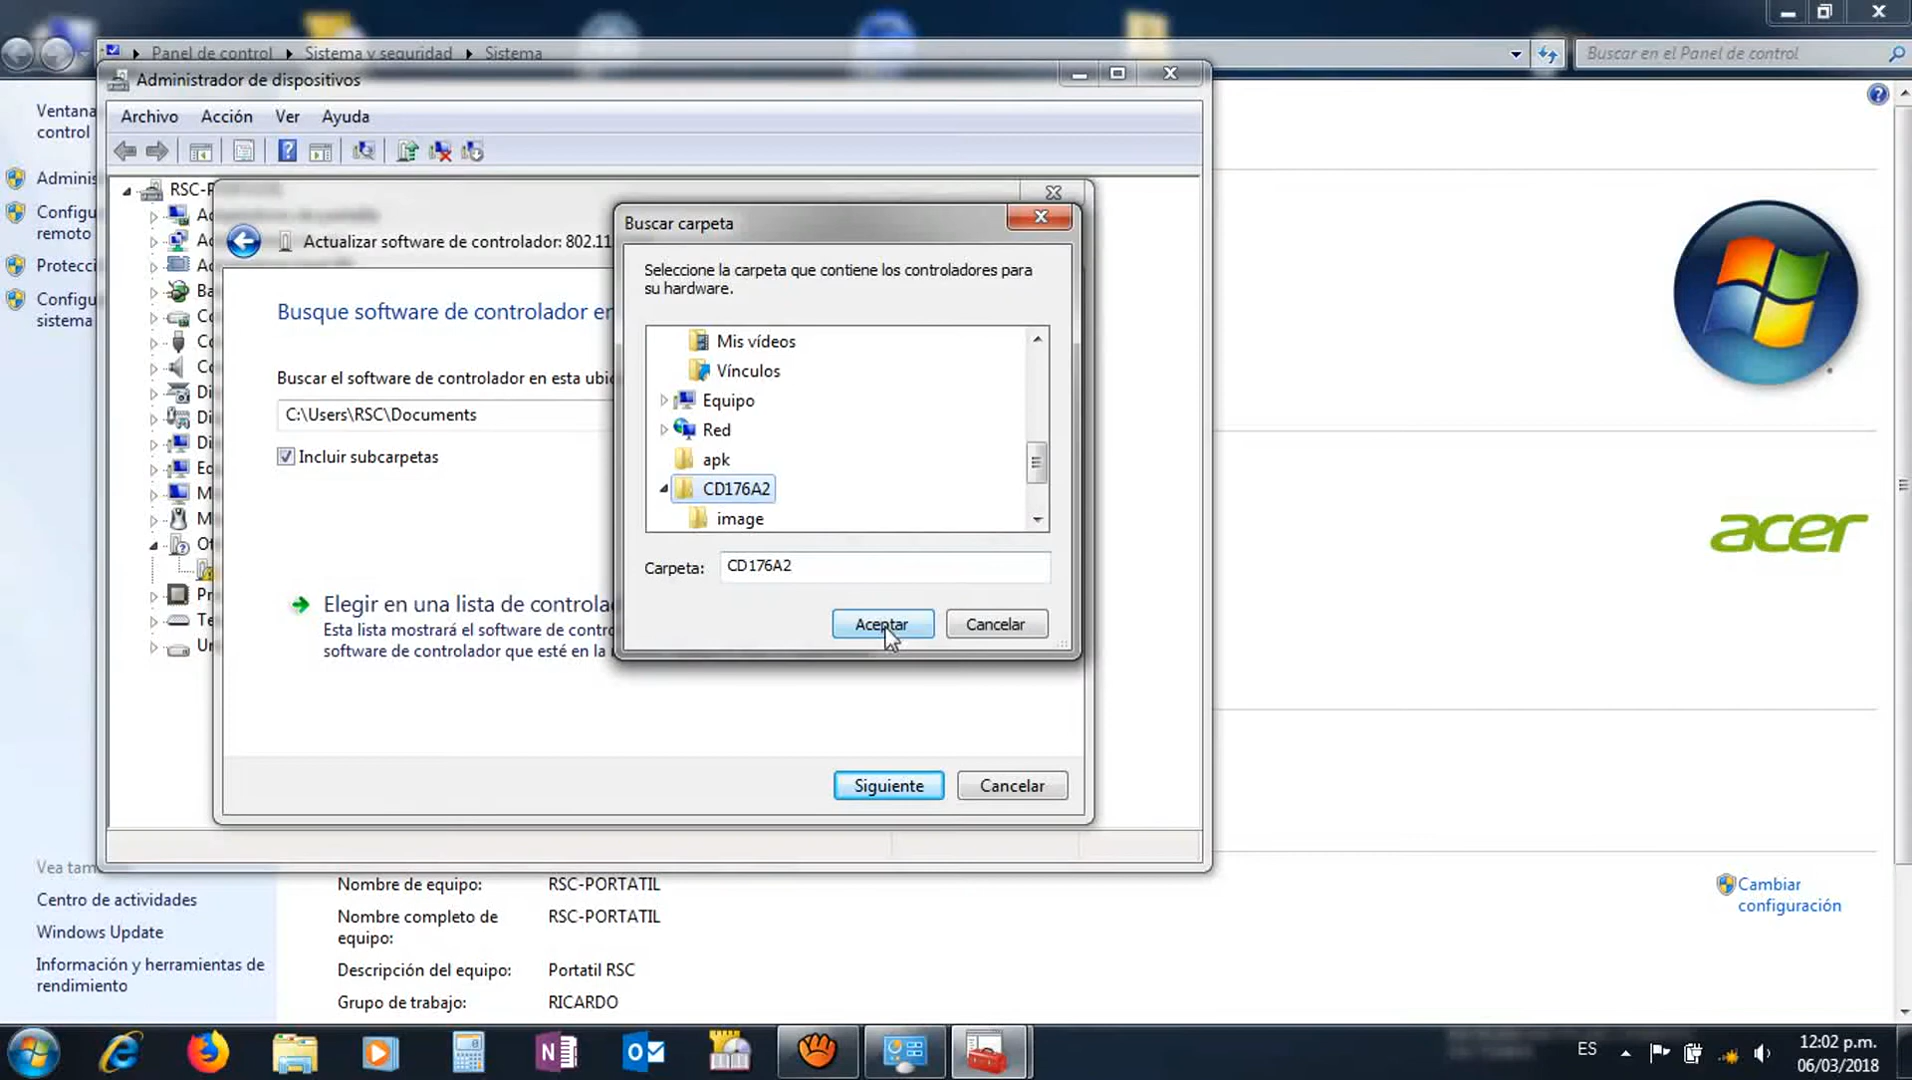 Panel de control ▸ Sistema y seguridad ▸ Sistema
Buscar en el Panel de control
Administrador de dispositivos
Archivo Acción Ver Ayuda
Ventana
control
Adminis
Configu
remoto
Protecci
Configu
sistema
RSC-P
Actualizar software de controlador: 802.11
Busque software de controlador en
Buscar el software de controlador en esta ubic
C:\Users\RSC\Documents
Incluir subcarpetas
Elegir en una lista de controla
Esta lista mostrará el software de contro
software de controlador que esté en la
Siguiente
Cancelar
Buscar carpeta
Seleccione la carpeta que contiene los controladores para
su hardware.
Mis vídeos
Vínculos
Equipo
Red
apk
CD176A2
image
Carpeta: CD176A2
Aceptar
Cancelar
acer
Vea tam
Centro de actividades
Windows Update
Información y herramientas de
rendimiento
Nombre de equipo: RSC-PORTATIL
Nombre completo de RSC-PORTATIL
equipo:
Descripción del equipo: Portatil RSC
Grupo de trabajo: RICARDO
Cambiar
configuración
ES
12:02 p.m.
06/03/2018